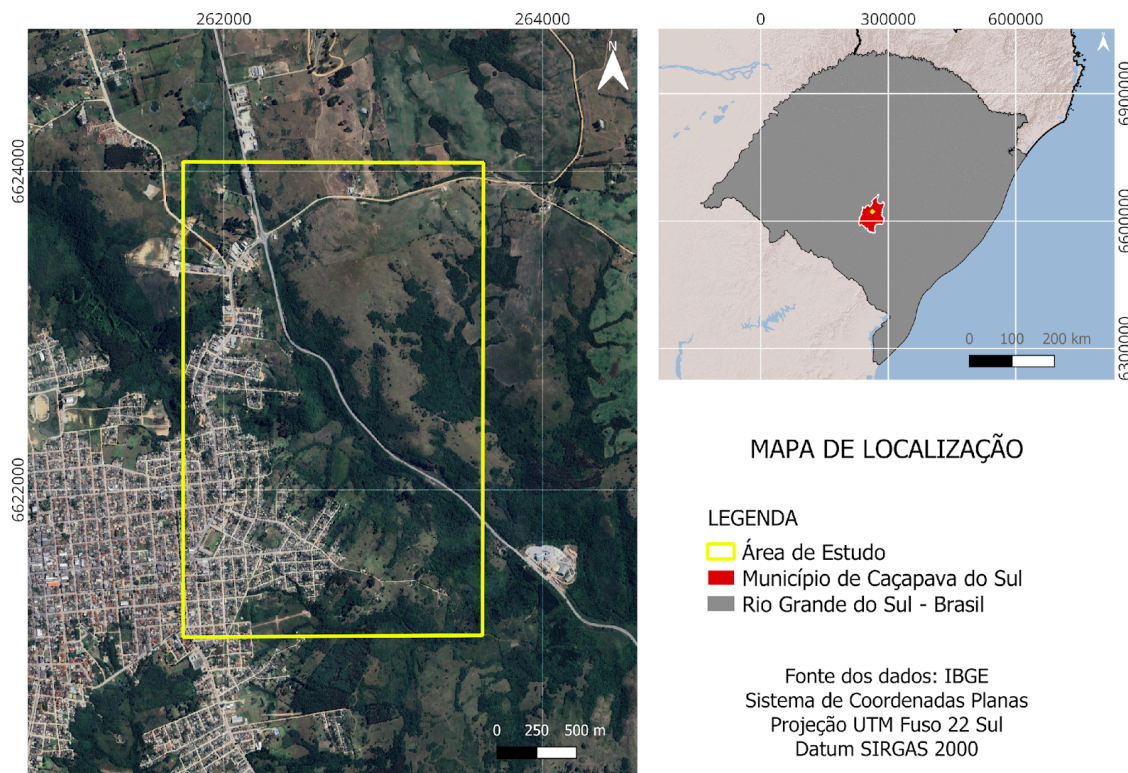 262000
264000
N
6624000
6622000
0 250 500 m
0
300000
600000
6900000
6600000
6300000
0 100 200 km
MAPA DE LOCALIZAÇÃO
LEGENDA
Área de Estudo
Município de Caçapava do Sul
Rio Grande do Sul - Brasil
Fonte dos dados: IBGE
Sistema de Coordenadas Planas
Projeção UTM Fuso 22 Sul
Datum SIRGAS 2000